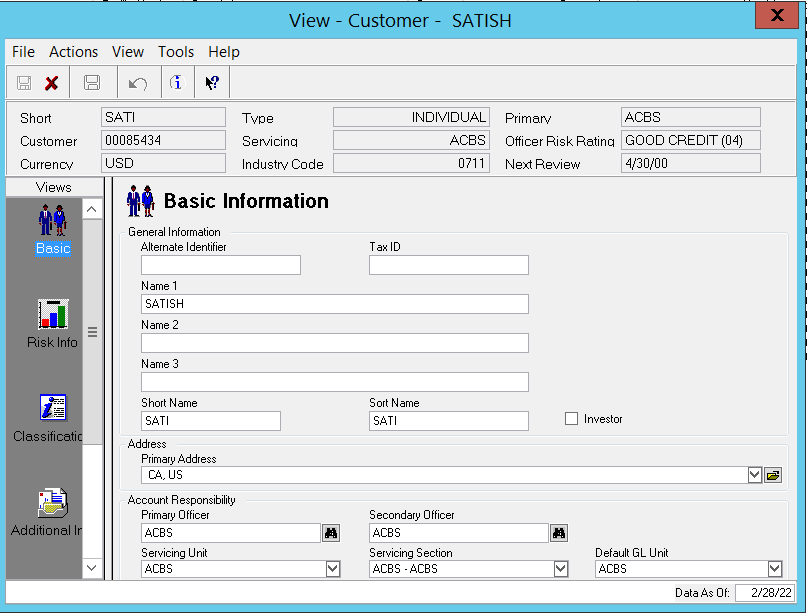 View - Customer - SATISH
X
File Actions View Tools Help
Short SATI Type INDIVIDUAL Primary ACBS
Customer 00085434 Servicing ACBS Officer Risk Rating GOOD CREDIT (04)
Currency USD Industry Code 0711 Next Review 4/30/00
Views
Basic
Risk Info
Classificatic
Additional Ir
Basic Information
General Information
Alternate Identifier Tax ID
Name 1
SATISH
Name 2
Name 3
Short Name Sort Name
SATI SATI Investor
Address
Primary Address
CA, US
Account Responsibility
Primary Officer Secondary Officer
ACBS ACBS
Servicing Unit Servicing Section Default GL Unit
ACBS ACBS - ACBS ACBS
Data As Of: 2/28/22